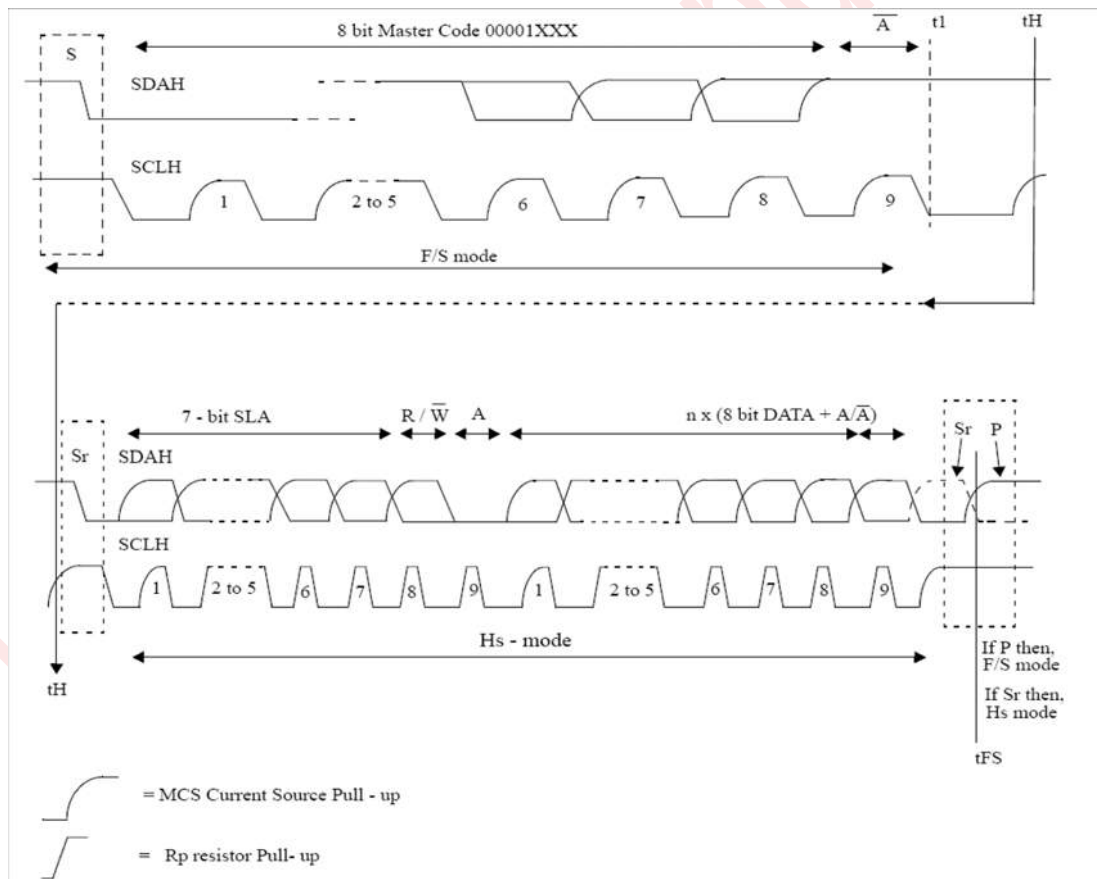 8 bit Master Code 00001XXX
A̅
t1
tH
S
SDAH
SCLH
1
2 to 5
6
7
8
9
F/S mode
7 - bit SLA
R / W̅
A
n x (8 bit DATA + A/A̅)
Sr
SDAH
Sr
P
SCLH
1
2 to 5
6
7
8
9
1
2 to 5
6
7
8
9
Hs - mode
tH
If P then,
F/S mode
If Sr then,
Hs mode
tFS
= MCS Current Source Pull - up
= Rp resistor Pull- up